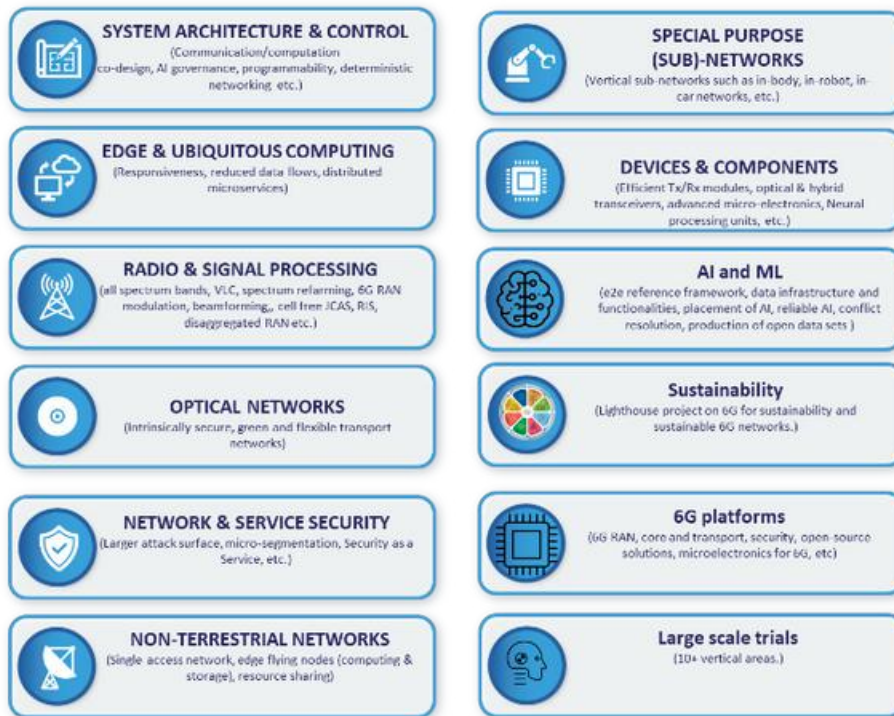 SYSTEM ARCHITECTURE & CONTROL
(Communication/computation
co-design, AI governance, programmability, deterministic
networking etc.)
EDGE & UBIQUITOUS COMPUTING
(Responsiveness, reduced data flows, distributed
microservices)
RADIO & SIGNAL PROCESSING
(all spectrum bands, VLC, spectrum refarming, 6G RAN
modulation, beamforming,, cell free JCAS, RIS,
disaggregated RAN etc.)
OPTICAL NETWORKS
(Intrinsically secure, green and flexible transport
networks)
NETWORK & SERVICE SECURITY
(Larger attack surface, micro-segmentation, Security as a
Service, etc.)
NON-TERRESTRIAL NETWORKS
(Single access network, edge flying nodes (computing &
storage), resource sharing)
SPECIAL PURPOSE
(SUB)-NETWORKS
(Vertical sub-networks such as in-body, in-robot, in-
car networks, etc.)
DEVICES & COMPONENTS
(Efficient Tx/Rx modules, optical & hybrid
transceivers, advanced micro-electronics, Neural
processing units, etc.)
AI and ML
(e2e reference framework, data infrastructure and
functionalities, placement of AI, reliable AI, conflict
resolution, production of open data sets )
Sustainability
(Lighthouse project on 6G for sustainability and
sustainable 6G networks.)
6G platforms
(6G RAN, core and transport, security, open-source
solutions, microelectronics for 6G, etc)
Large scale trials
(10+ vertical areas.)